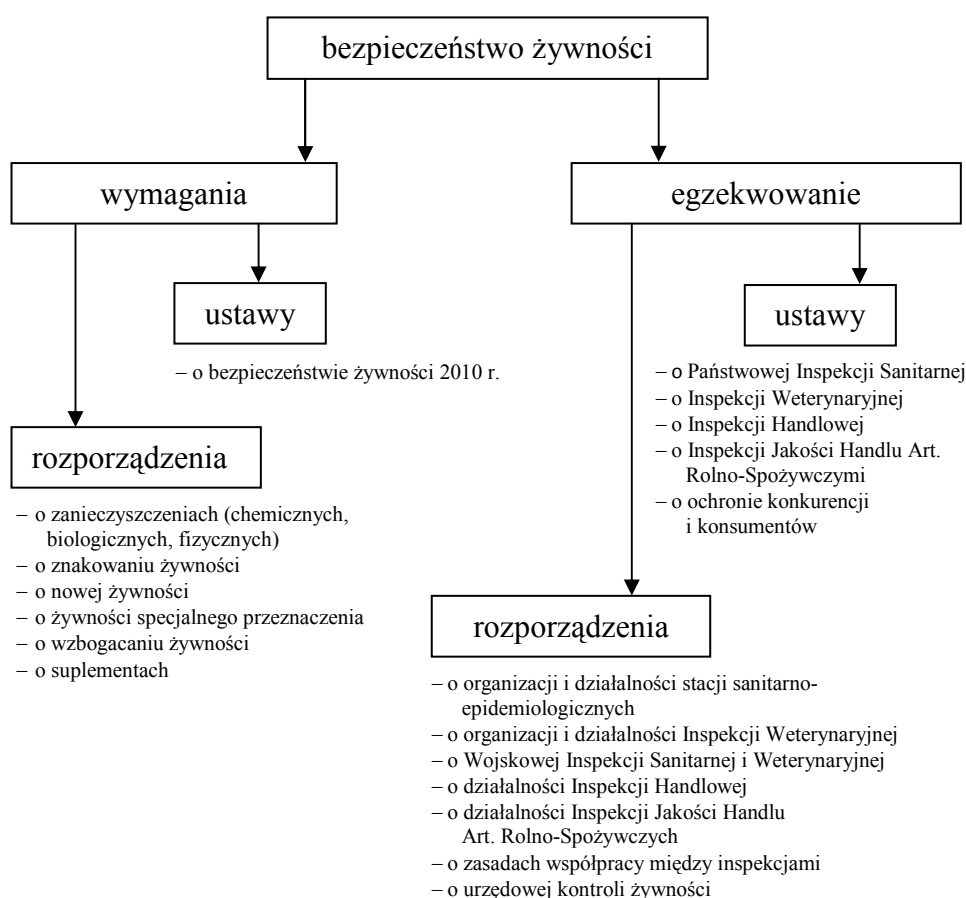 bezpieczeństwo żywności
wymagania
egzekwowanie
ustawy
– o bezpieczeństwie żywności 2010 r.
rozporządzenia
– o zanieczyszczeniach (chemicznych,
biologicznych, fizycznych)
– o znakowaniu żywności
– o nowej żywności
– o żywności specjalnego przeznaczenia
– o wzbogacaniu żywności
– o suplementach
ustawy
– o Państwowej Inspekcji Sanitarnej
– o Inspekcji Weterynaryjnej
– o Inspekcji Handlowej
– o Inspekcji Jakości Handlu Art.
Rolno-Spożywczymi
– o ochronie konkurencji
i konsumentów
rozporządzenia
– o organizacji i działalności stacji sanitarno-
epidemiologicznych
– o organizacji i działalności Inspekcji Weterynaryjnej
– o Wojskowej Inspekcji Sanitarnej i Weterynaryjnej
– o działalności Inspekcji Handlowej
– o działalności Inspekcji Jakości Handlu
Art. Rolno-Spożywczych
– o zasadach współpracy między inspekcjami
– o urzędowej kontroli żywności